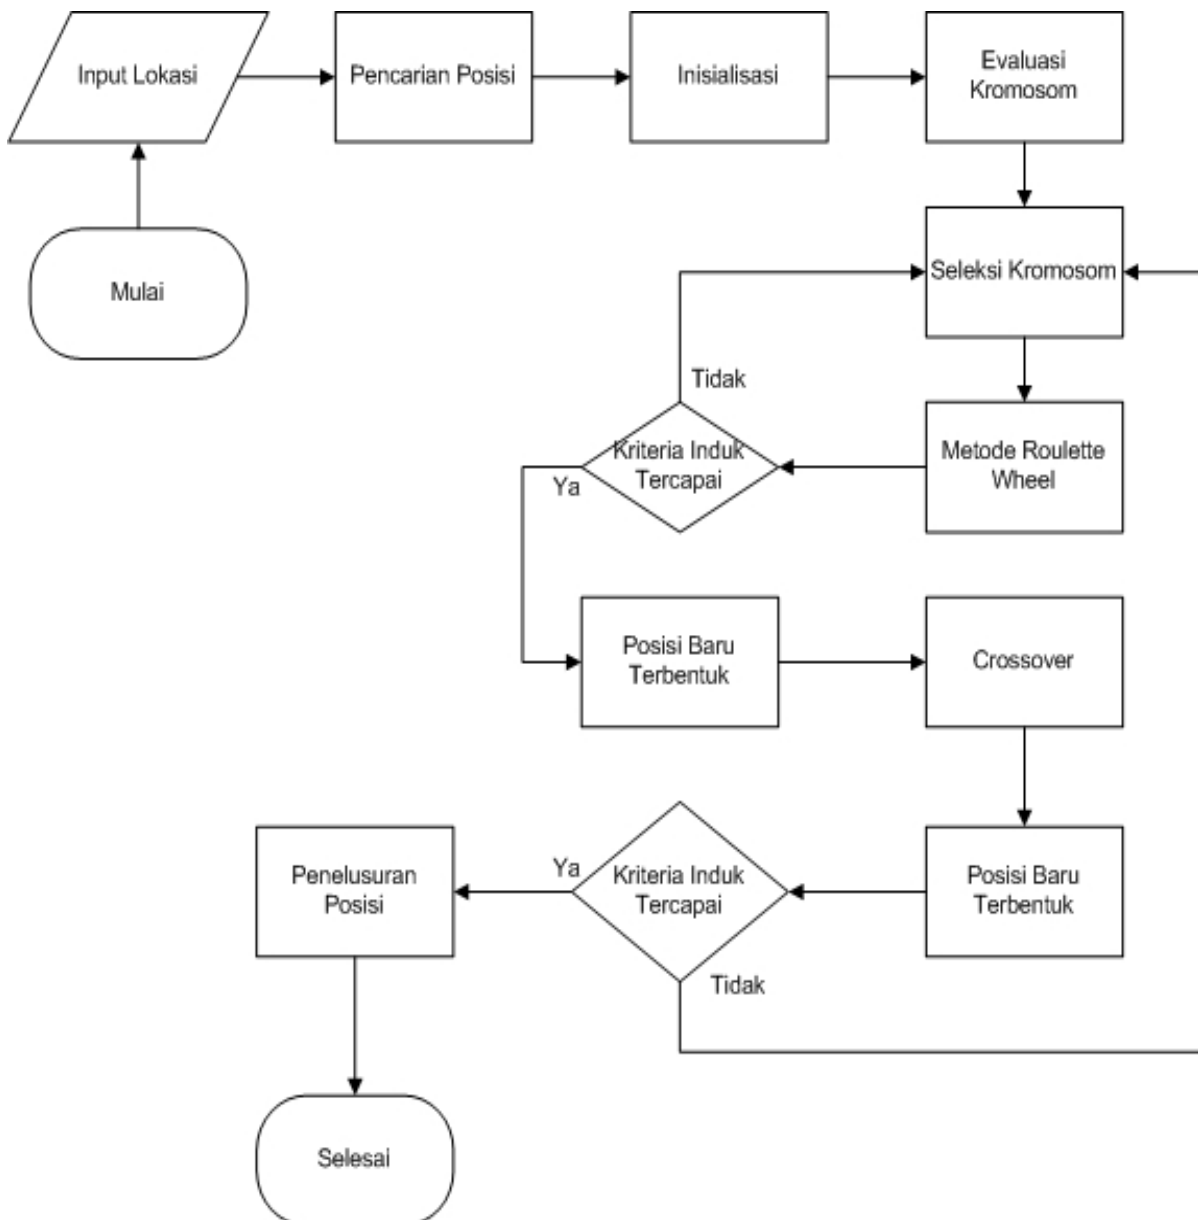 Input Lokasi
Pencarian Posisi
Inisialisasi
Evaluasi
Kromosom
Mulai
Seleksi Kromosom
Tidak
Kriteria Induk
Tercapai
Ya
Metode Roulette
Wheel
Posisi Baru
Terbentuk
Crossover
Penelusuran
Posisi
Ya
Kriteria Induk
Tercapai
Tidak
Posisi Baru
Terbentuk
Selesai